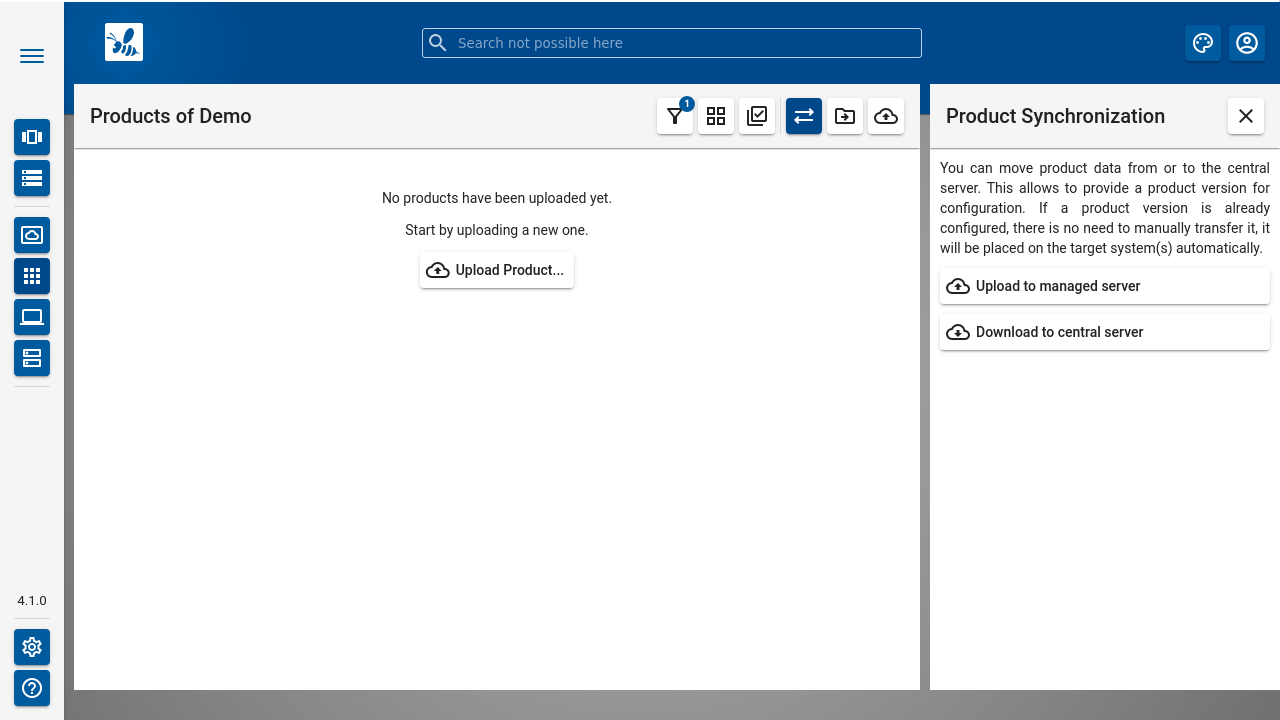 Search not possible here
Products of Demo
1
Product Synchronization
No products have been uploaded yet.
Start by uploading a new one.
Upload Product...
You can move product data from or to the central
server. This allows to provide a product version for
configuration. If a product version is already
configured, there is no need to manually transfer it, it
will be placed on the target system(s) automatically.
Upload to managed server
Download to central server
4.1.0